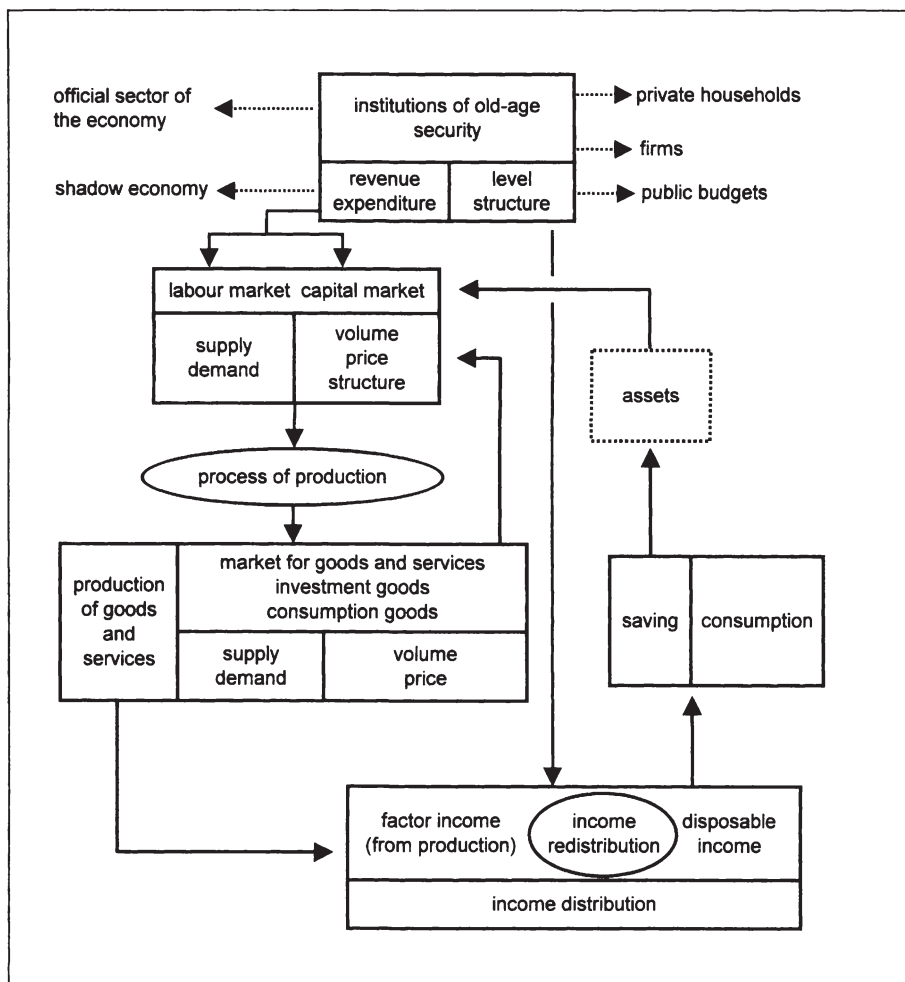 official sector of
the economy
shadow economy
institutions of old-age
security
revenue
expenditure
level
structure
private households
firms
public budgets
labour market capital market
supply
demand
volume
price
structure
assets
process of production
production
of goods
and
services
market for goods and services
investment goods
consumption goods
supply
demand
volume
price
saving
consumption
factor income
(from production)
income
redistribution
disposable
income
income distribution